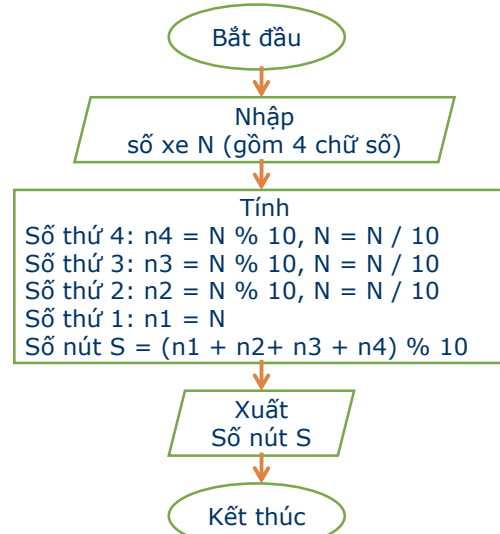 Bắt đầu
Nhập
số xe N (gồm 4 chữ số)
Tính
Số thứ 4: n4 = N % 10, N = N / 10
Số thứ 3: n3 = N % 10, N = N / 10
Số thứ 2: n2 = N % 10, N = N / 10
Số thứ 1: n1 = N
Số nút S = (n1 + n2+ n3 + n4) % 10
Xuất
Số nút S
Kết thúc